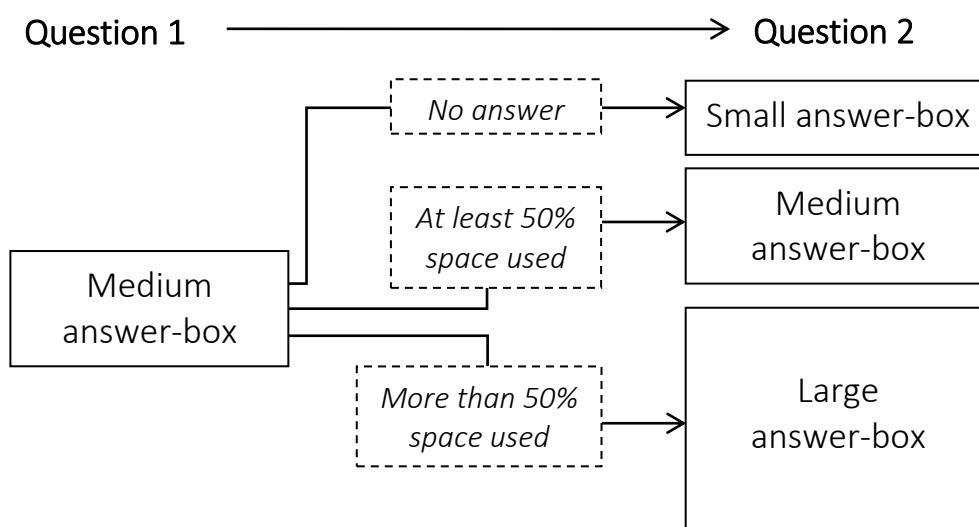 Question 1
Question 2
No answer
Small answer-box
At least 50%
space used
Medium
answer-box
Medium
answer-box
More than 50%
space used
Large
answer-box